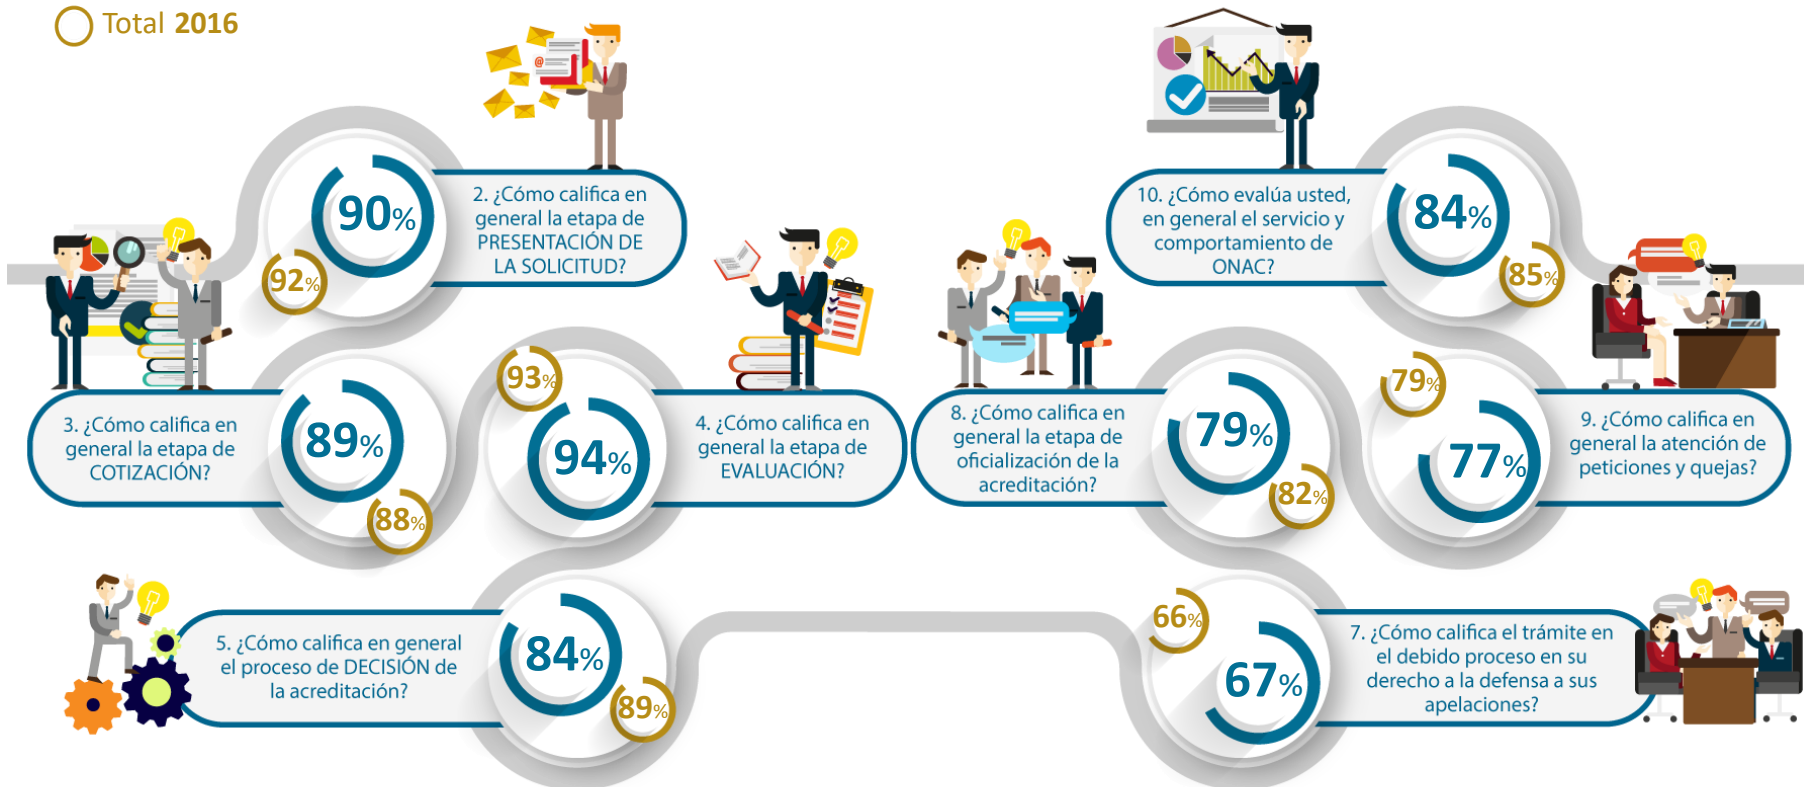 Total 2016
90%
92%
2. ¿Cómo califica en
general la etapa de
PRESENTACIÓN DE
LA SOLICITUD?
3. ¿Cómo califica en
general la etapa de
COTIZACIÓN?
89%
88%
93%
94%
4. ¿Cómo califica en
general la etapa de
EVALUACIÓN?
5. ¿Cómo califica en general
el proceso de DECISIÓN de
la acreditación?
84%
89%
66%
67%
7. ¿Cómo califica el trámite en
el debido proceso en su
derecho a la defensa a sus
apelaciones?
8. ¿Cómo califica en
general la etapa de
oficialización de la
acreditación?
79%
82%
79%
77%
9. ¿Cómo califica en
general la atención de
peticiones y quejas?
10. ¿Cómo evalúa usted,
en general el servicio y
comportamiento de
ONAC?
84%
85%
@